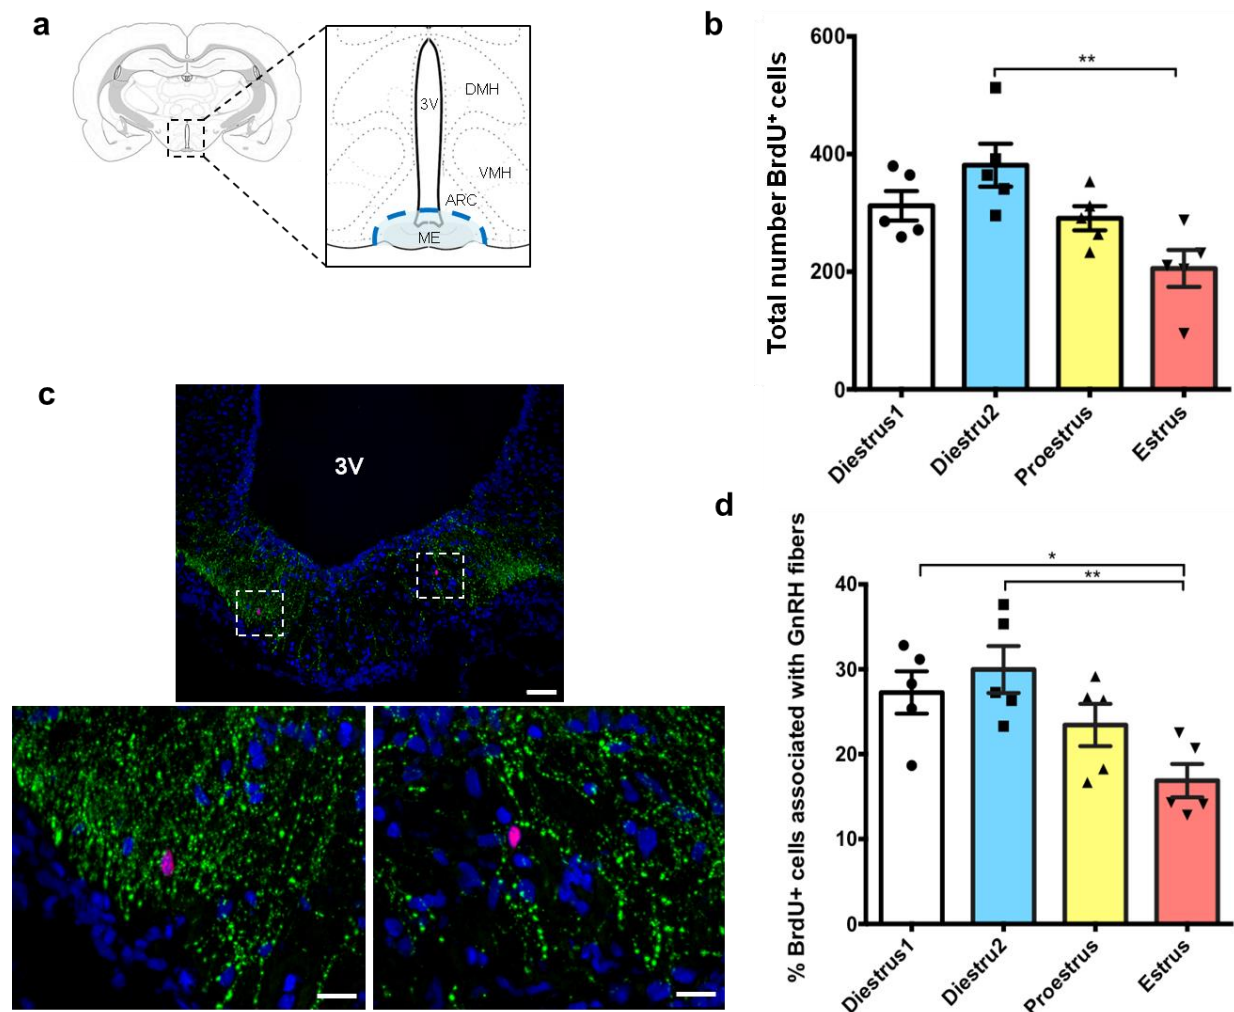 a
3V
DMH
VMH
ARC
ME
b
Total number BrdU⁺ cells
600
400
200
0
**
Diestrus1
Diestru2
Proestrus
Estrus
c
3V
d
% BrdU+ cells associated with GnRH fibers
40
30
20
10
0
*
**
Diestrus1
Diestru2
Proestrus
Estrus